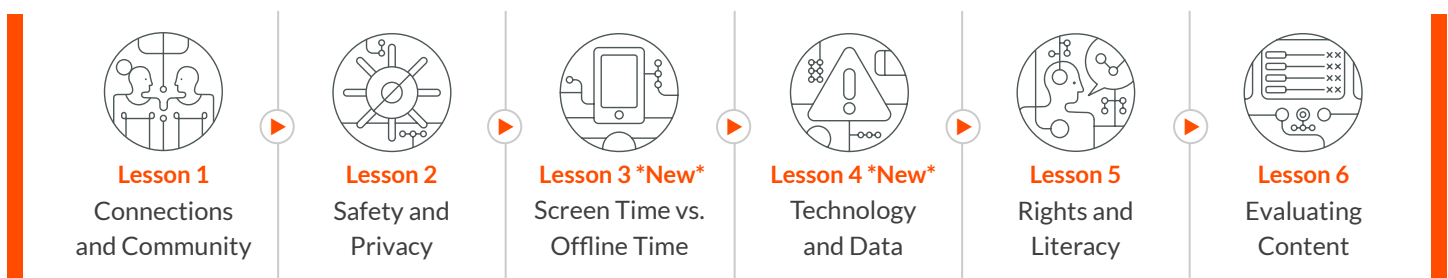 Lesson 1
Connections
and Community
Lesson 2
Safety and
Privacy
Lesson 3 *New*
Screen Time vs.
Offline Time
Lesson 4 *New*
Technology
and Data
Lesson 5
Rights and
Literacy
Lesson 6
Evaluating
Content